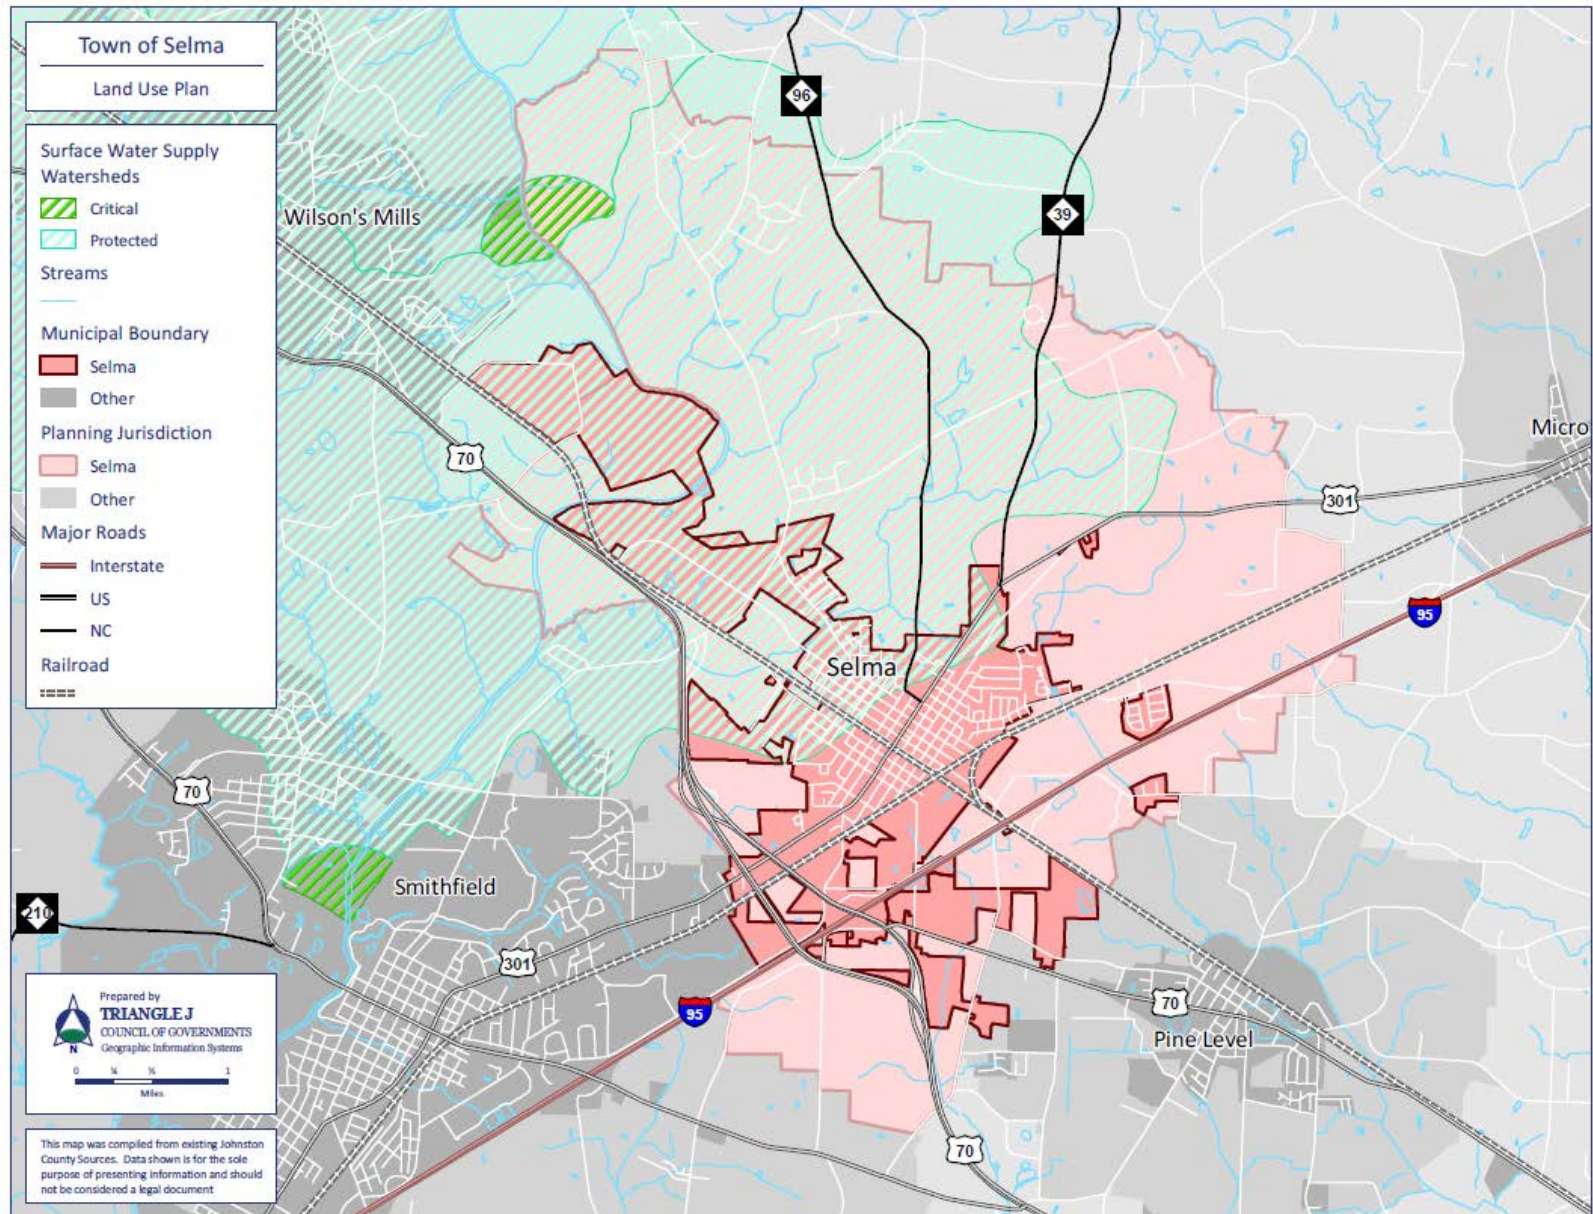 Town of Selma
Land Use Plan
Surface Water Supply
Watersheds
Critical
Protected
Streams
Municipal Boundary
Selma
Other
Planning Jurisdiction
Selma
Other
Major Roads
Interstate
US
NC
Railroad
96
39
Wilson's Mills
70
Micro
301
95
Selma
70
Smithfield
210
301
95
70
Pine Level
70
Prepared by
TRIANGLE J
COUNCIL OF GOVERNMENTS
Geographic Information Systems
N
0 ¼ ½ 1
Miles
This map was compiled from existing Johnston
County Sources. Data shown is for the sole
purpose of presenting information and should
not be considered a legal document